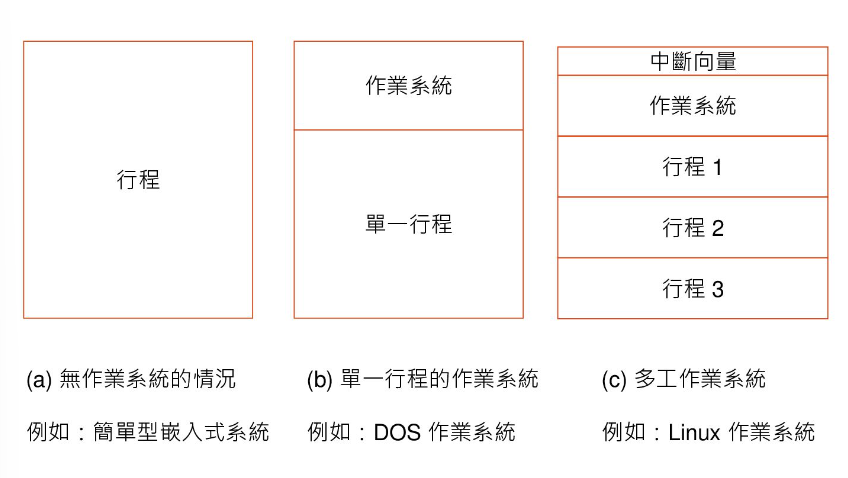 行程
作業系統
單一行程
中斷向量
作業系統
行程 1
行程 2
行程 3
(a) 無作業系統的情況
例如：簡單型嵌入式系統
(b) 單一行程的作業系統
例如：DOS 作業系統
(c) 多工作業系統
例如：Linux 作業系統